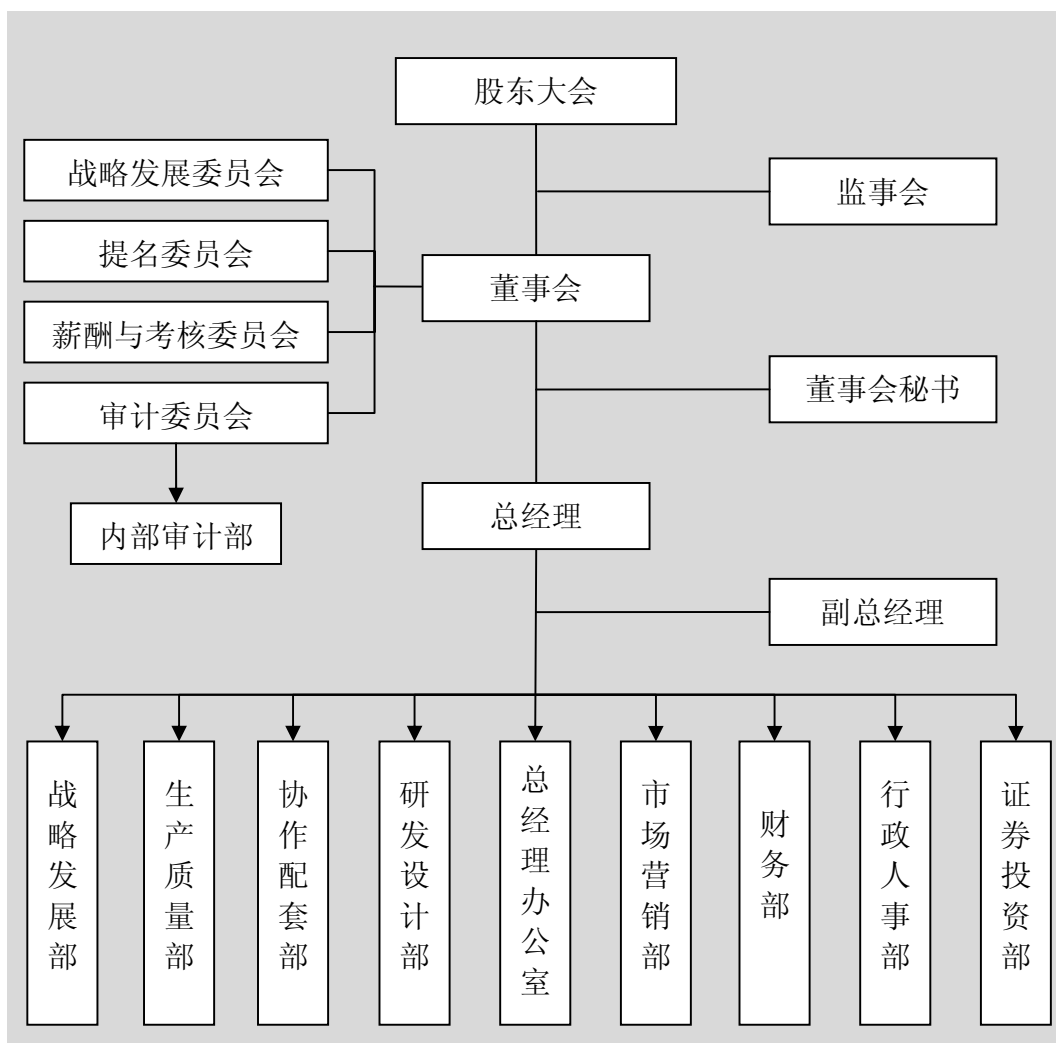 股东大会
战略发展委员会
监事会
提名委员会
董事会
薪酬与考核委员会
董事会秘书
审计委员会
总经理
内部审计部
副总经理
战略发展部
生产质量部
协作配套部
研发设计部
总经理办公室
市场营销部
财务部
行政人事部
证券投资部